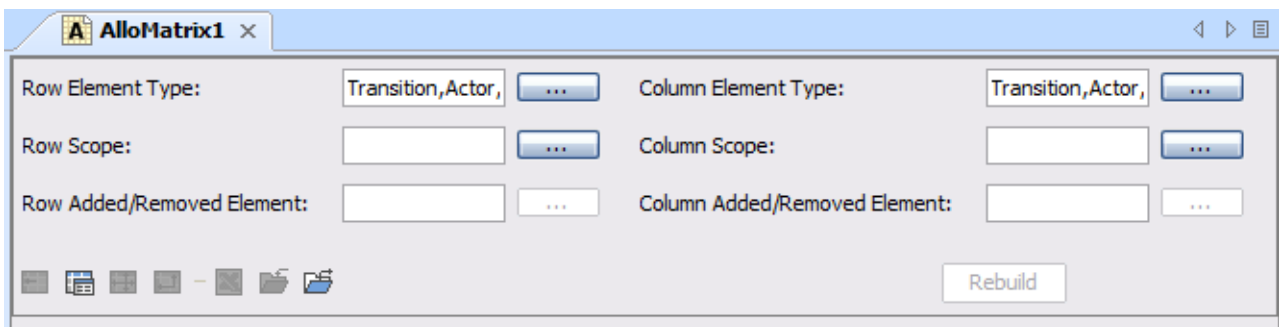 A AlloMatrix1
Row Element Type: Transition,Actor, ... Column Element Type: Transition,Actor, ...
Row Scope: ... Column Scope: ...
Row Added/Removed Element: ... Column Added/Removed Element: ...
Rebuild